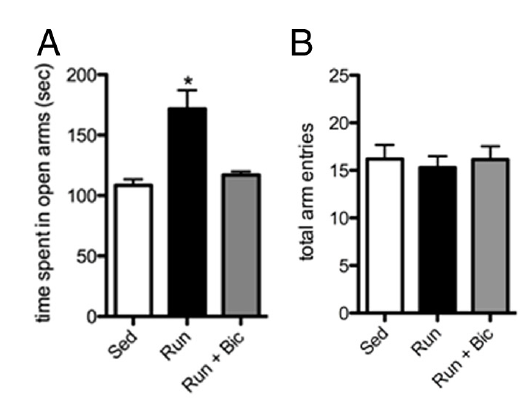 A
time spent in open arms (sec)
200
150
100
50
0
*
Sed
Run
Run + Bic
B
total arm entries
25
20
15
10
5
0
Sed
Run
Run + Bic